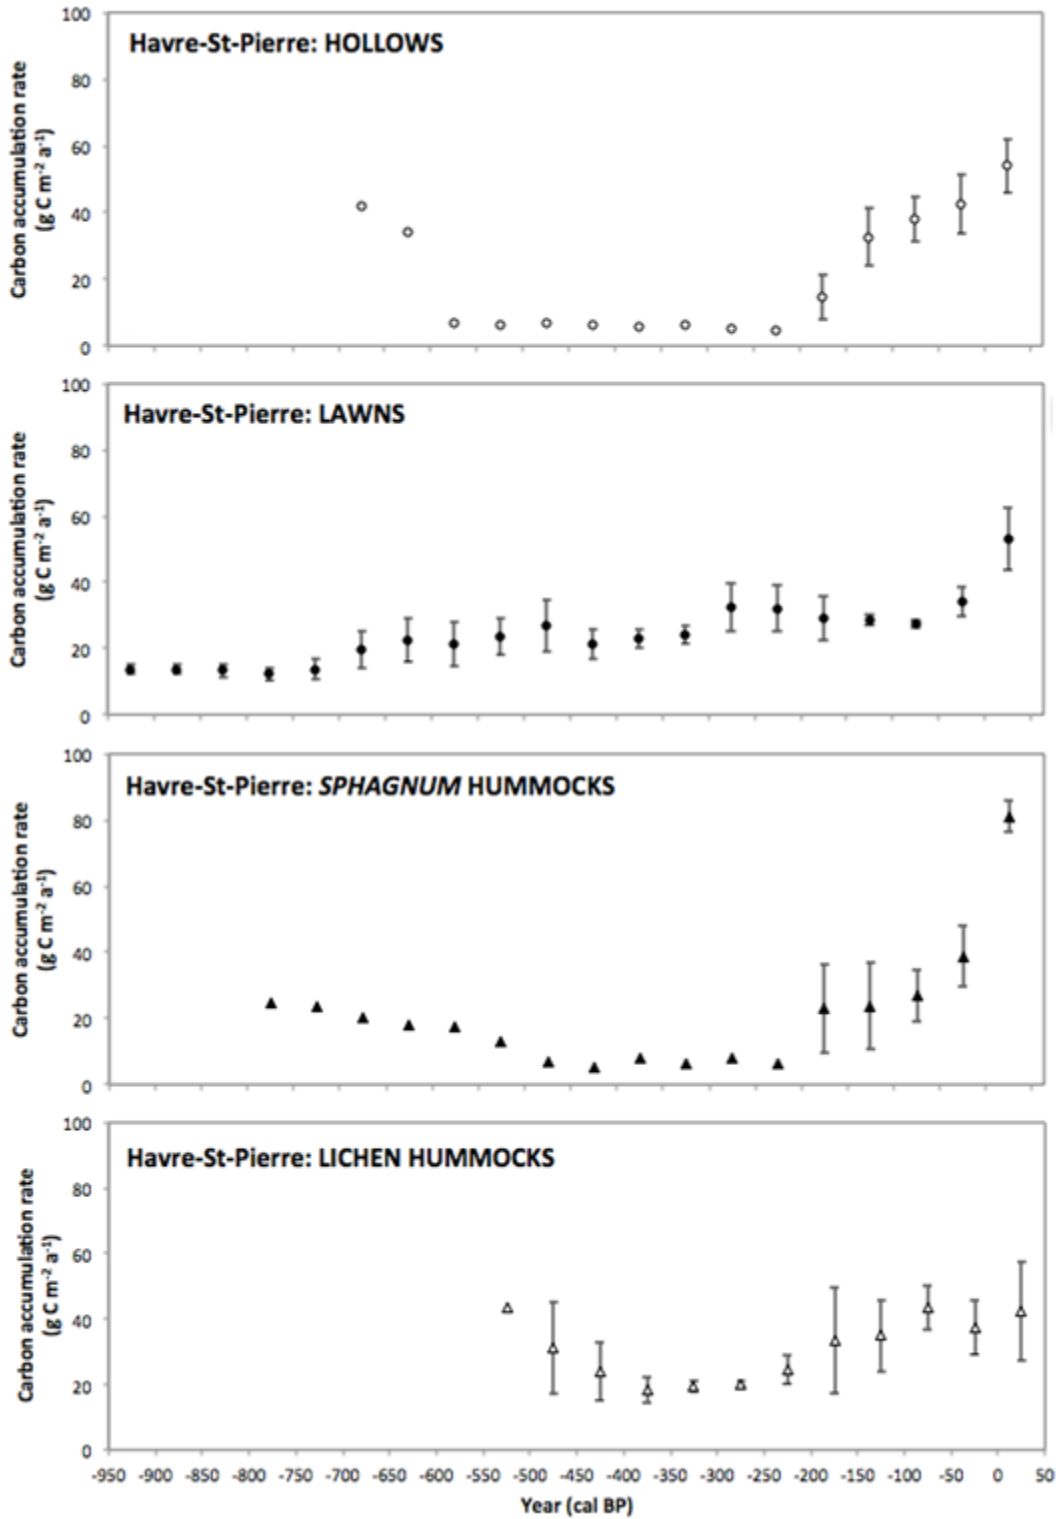 Havre-St-Pierre: HOLLOWS
Carbon accumulation rate
(g C m⁻² a⁻¹)
100
80
60
40
20
0
Havre-St-Pierre: LAWNS
Carbon accumulation rate
(g C m⁻² a⁻¹)
100
80
60
40
20
0
Havre-St-Pierre: SPHAGNUM HUMMOCKS
Carbon accumulation rate
(g C m⁻² a⁻¹)
100
80
60
40
20
0
Havre-St-Pierre: LICHEN HUMMOCKS
Carbon accumulation rate
(g C m⁻² a⁻¹)
100
80
60
40
20
0
-950 -900 -850 -800 -750 -700 -650 -600 -550 -500 -450 -400 -350 -300 -250 -200 -150 -100 -50 0 50
Year (cal BP)